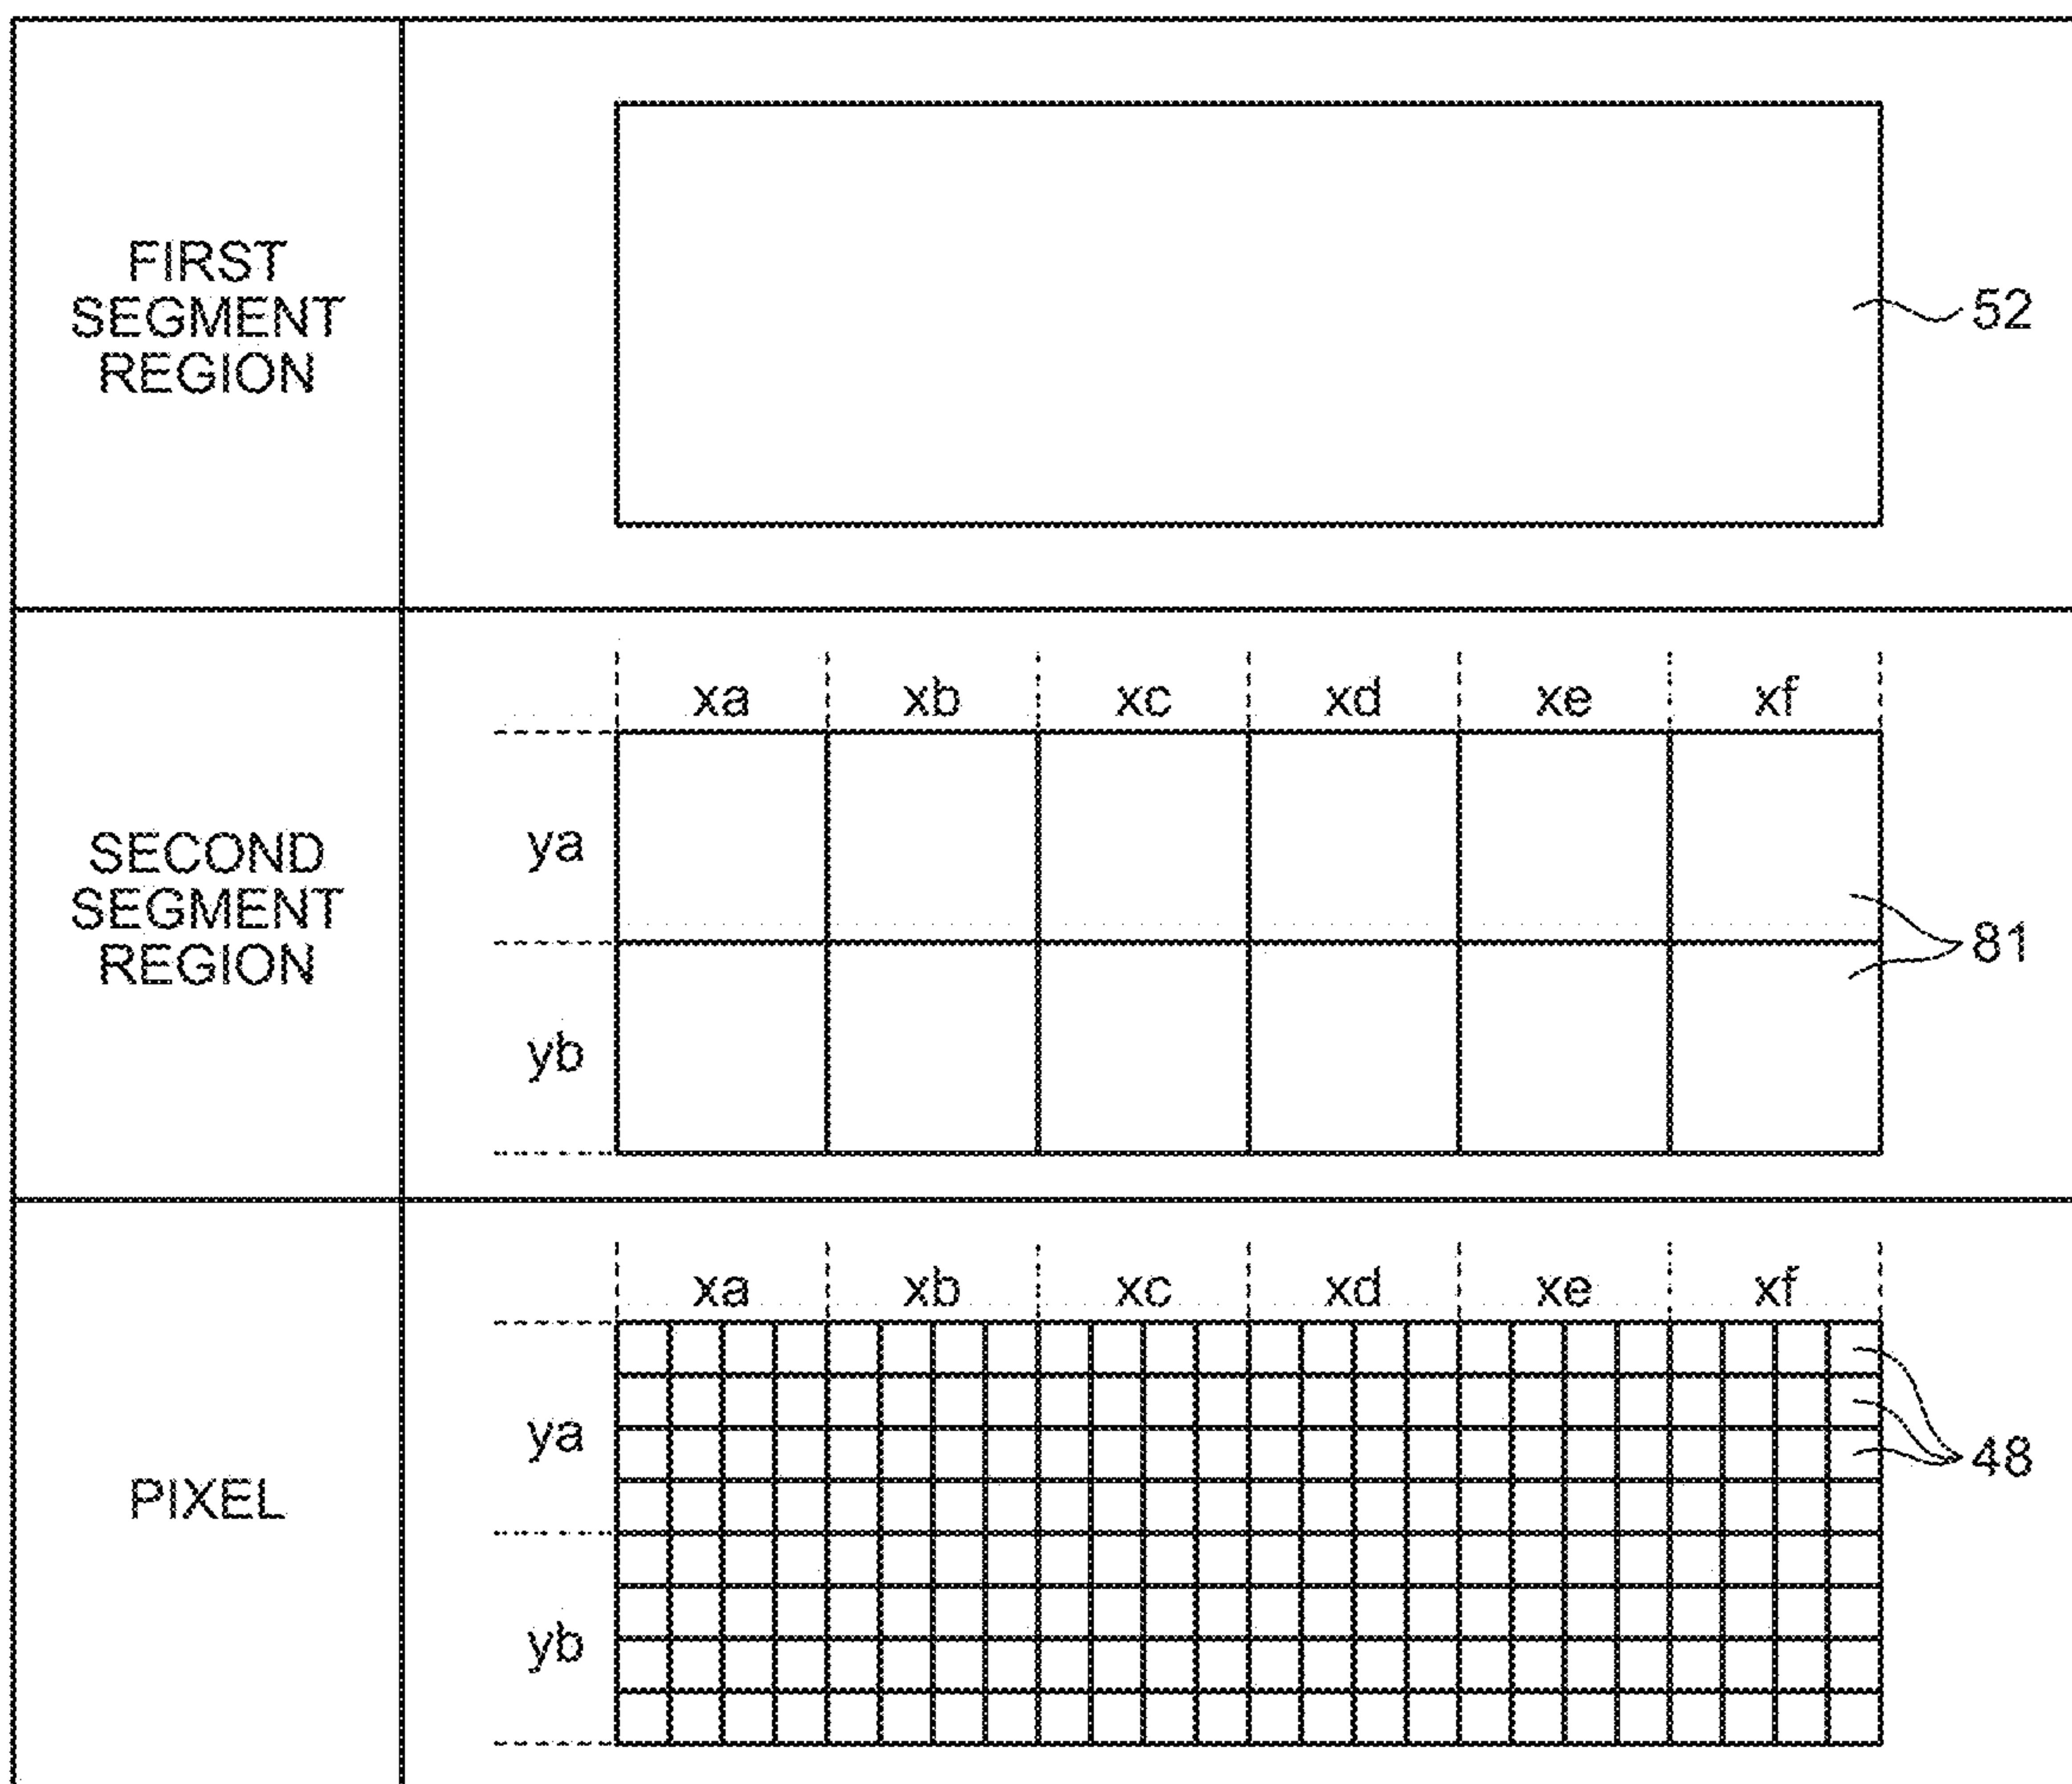 FIRST
SEGMENT
REGION
52
SECOND
SEGMENT
REGION
xa xb xc xd xe xf
ya
yb
81
PIXEL
xa xb xc xd xe xf
ya
yb
48